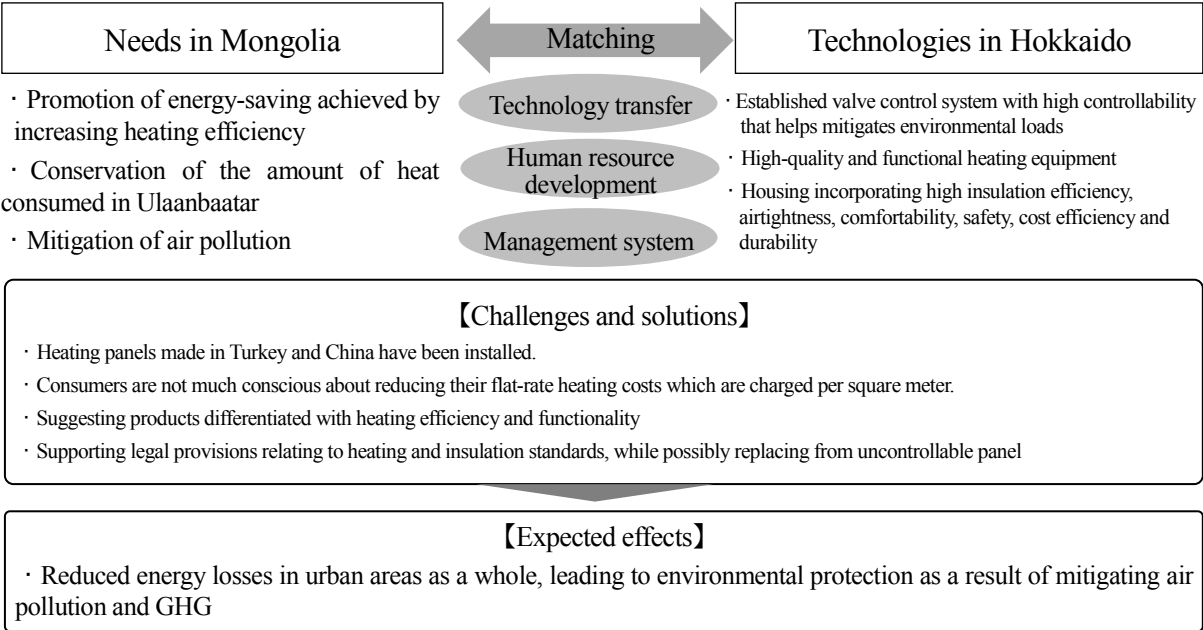 Needs in Mongolia
Matching
Technologies in Hokkaido
· Promotion of energy-saving achieved by
increasing heating efficiency
· Conservation of the amount of heat
consumed in Ulaanbaatar
· Mitigation of air pollution
Technology transfer
Human resource
development
Management system
· Established valve control system with high controllability
that helps mitigates environmental loads
· High-quality and functional heating equipment
· Housing incorporating high insulation efficiency,
airtightness, comfortability, safety, cost efficiency and
durability
【Challenges and solutions】
· Heating panels made in Turkey and China have been installed.
· Consumers are not much conscious about reducing their flat-rate heating costs which are charged per square meter.
· Suggesting products differentiated with heating efficiency and functionality
· Supporting legal provisions relating to heating and insulation standards, while possibly replacing from uncontrollable panel
【Expected effects】
· Reduced energy losses in urban areas as a whole, leading to environmental protection as a result of mitigating air
pollution and GHG